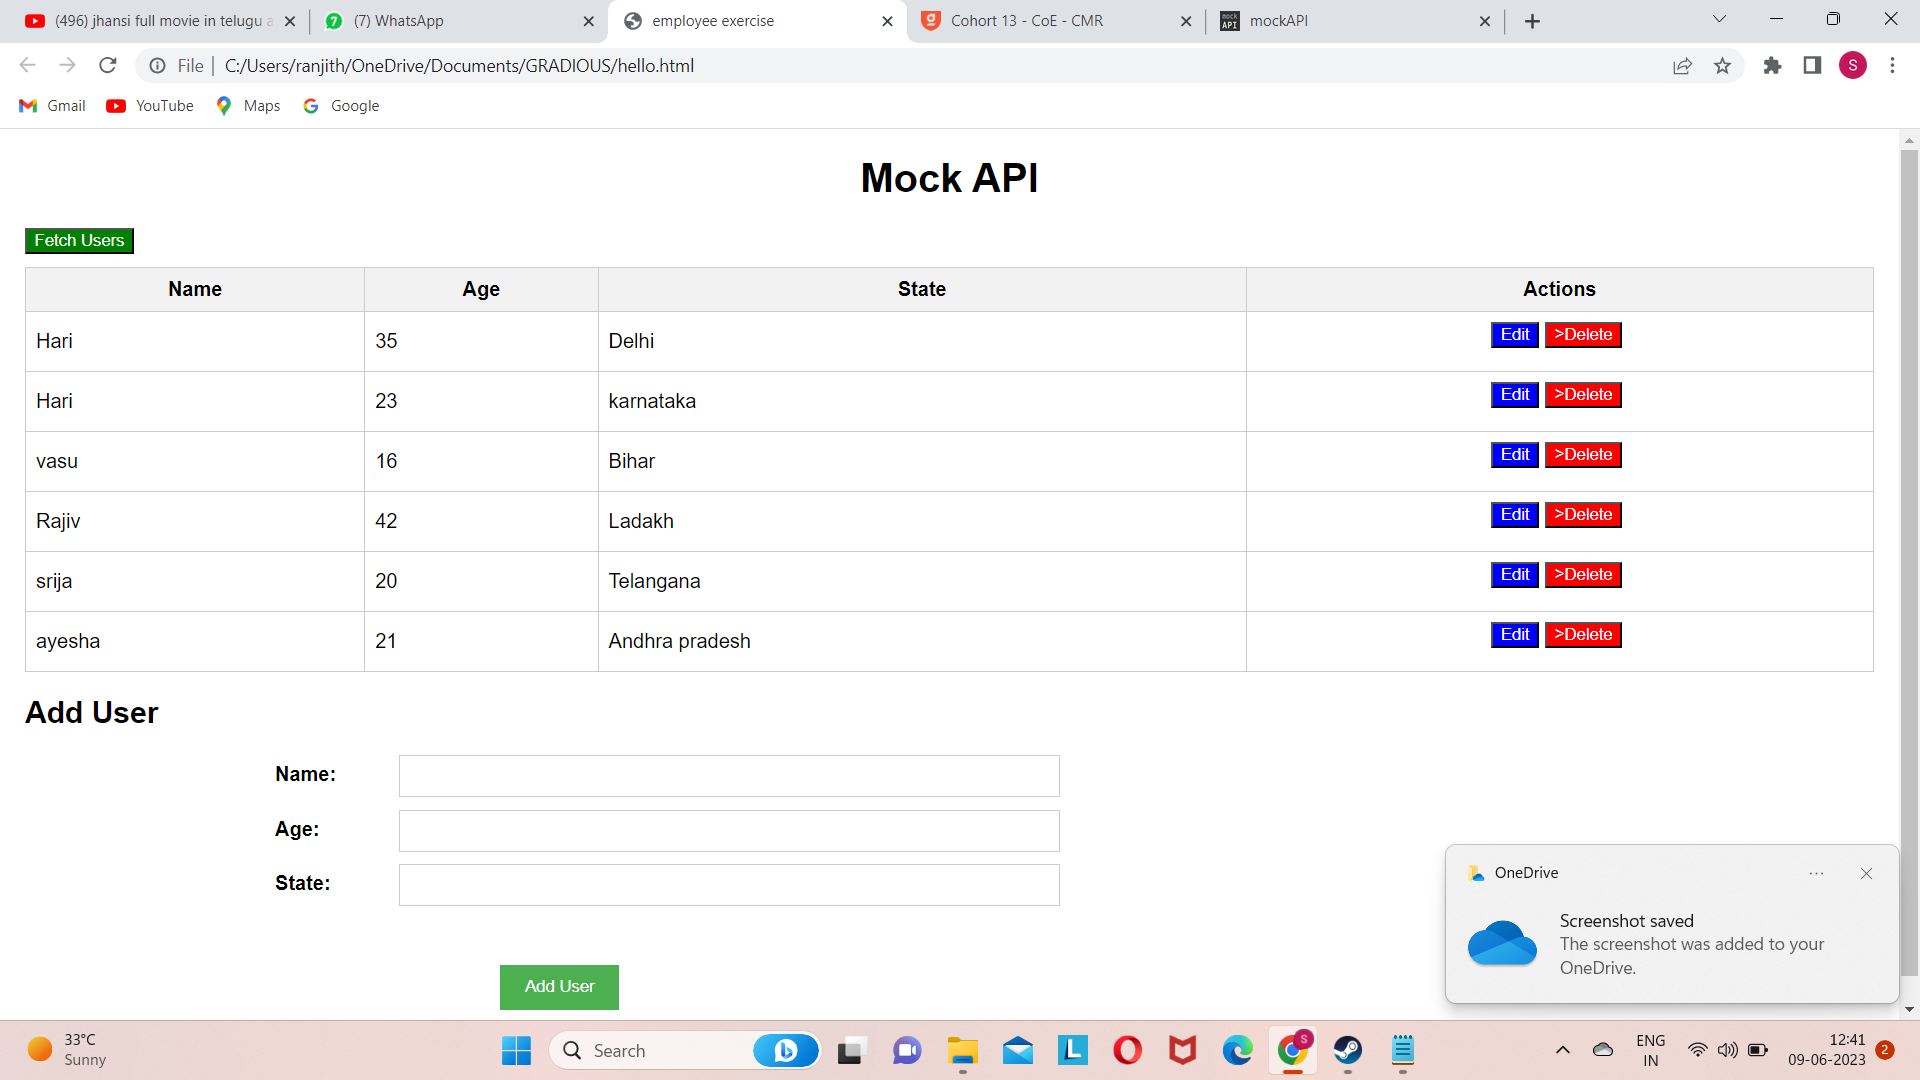 (496) jhansi full movie in telugu a
(7) WhatsApp
employee exercise
Cohort 13 - CoE - CMR
mock API
mockAPI
File | C:/Users/ranjith/OneDrive/Documents/GRADIOUS/hello.html
S
Gmail
YouTube
Maps
Google
Mock API
Fetch Users
Name Age State Actions
Hari 35 Delhi Edit >Delete
Hari 23 karnataka Edit >Delete
vasu 16 Bihar Edit >Delete
Rajiv 42 Ladakh Edit >Delete
srija 20 Telangana Edit >Delete
ayesha 21 Andhra pradesh Edit >Delete
Add User
Name:
Age:
State:
Add User
OneDrive
Screenshot saved
The screenshot was added to your
OneDrive.
33°C
Sunny
Search
L
S
ENG
IN
12:41
09-06-2023
2